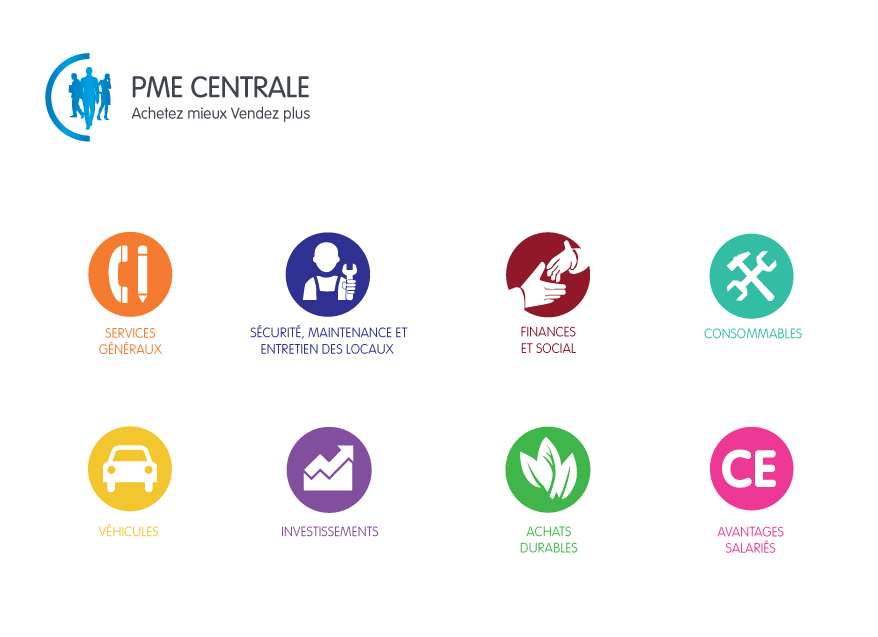 PME CENTRALE
Achetez mieux Vendez plus
SERVICES
GÉNÉRAUX
SÉCURITÉ, MAINTENANCE ET
ENTRETIEN DES LOCAUX
FINANCES
ET SOCIAL
CONSOMMABLES
VÉHICULES
INVESTISSEMENTS
ACHATS
DURABLES
CE
AVANTAGES
SALARIÉS